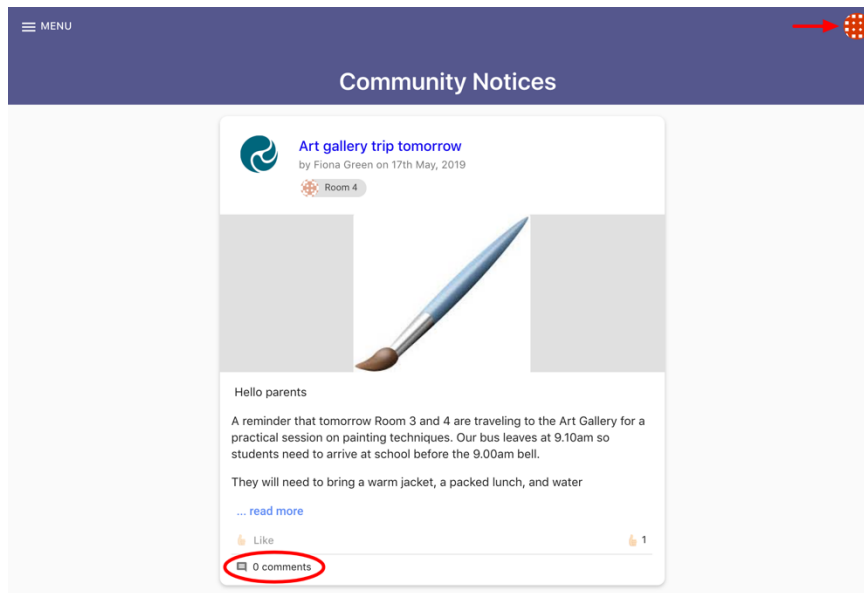 MENU
Community Notices
Art gallery trip tomorrow
by Fiona Green on 17th May, 2019
Room 4
Hello parents
A reminder that tomorrow Room 3 and 4 are traveling to the Art Gallery for a
practical session on painting techniques. Our bus leaves at 9.10am so
students need to arrive at school before the 9.00am bell.
They will need to bring a warm jacket, a packed lunch, and water
... read more
Like
1
0 comments